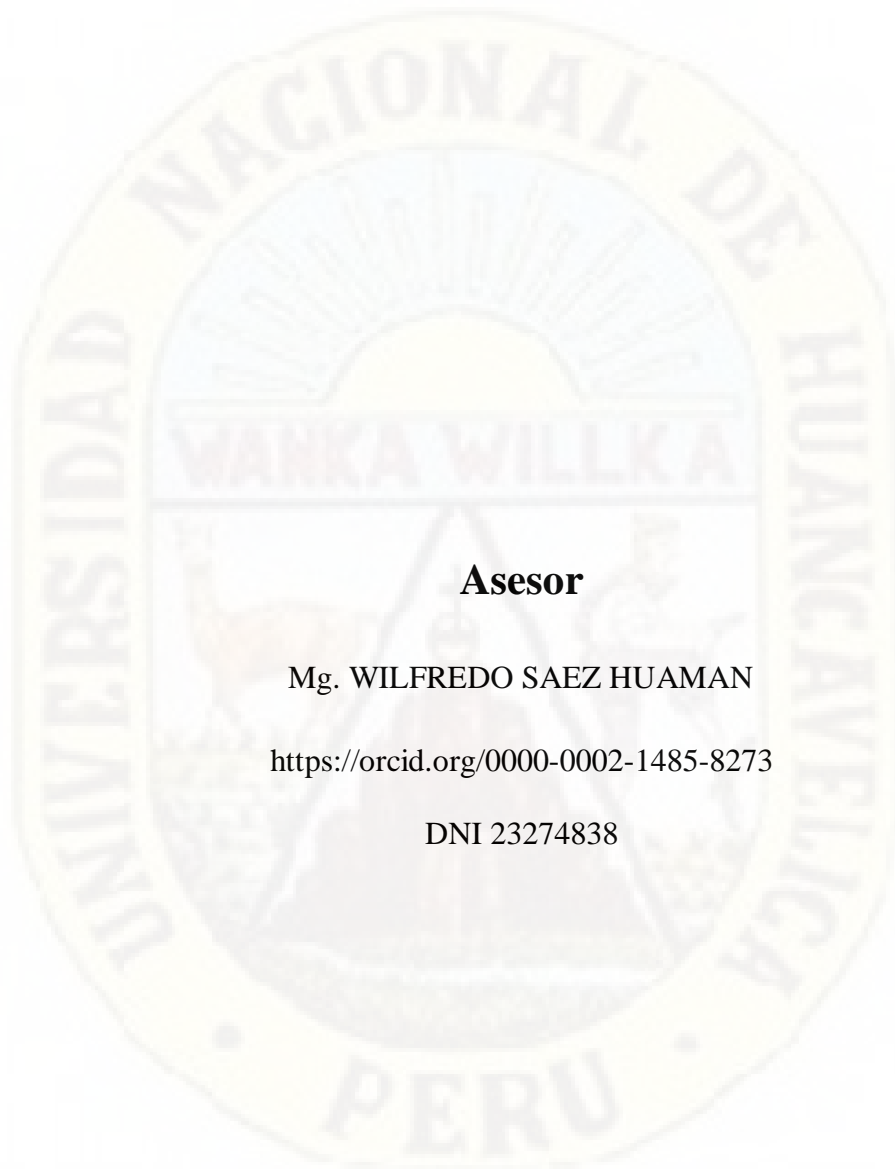 UNIVERSIDAD NACIONAL DE HUANCAVELICA
WANKA WILLKA
Asesor
Mg. WILFREDO SAEZ HUAMAN
https://orcid.org/0000-0002-1485-8273
DNI 23274838
PERU